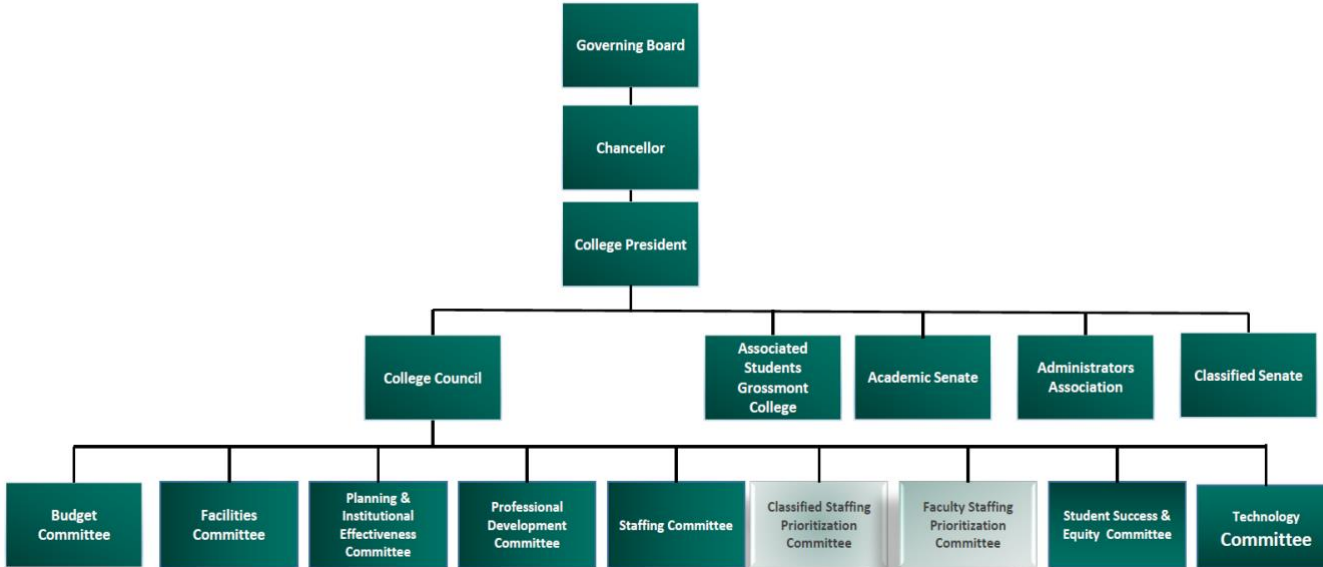 Governing Board
Chancellor
College President
College Council
Associated
Students
Grossmont
College
Academic Senate
Administrators
Association
Classified Senate
Budget
Committee
Facilities
Committee
Planning &
Institutional
Effectiveness
Committee
Professional
Development
Committee
Staffing Committee
Classified Staffing
Prioritization
Committee
Faculty Staffing
Prioritization
Committee
Student Success &
Equity Committee
Technology
Committee